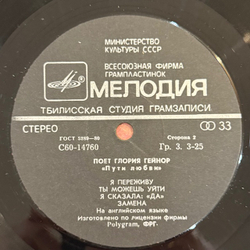 МИНИСТЕРСТВО
КУЛЬТУРЫ СССР
ВСЕСОЮЗНАЯ ФИРМА
ГРАМПЛАСТИНОК
МЕЛОДИЯ
ТБИЛИССКАЯ СТУДИЯ ГРАМЗАПИСИ
СТЕРЕО
33
ГОСТ 5289-80
Сторона 2
С60-14760
Гр. 3. 3-25
ПОЕТ ГЛОРИЯ ГЕЙНОР
«Пути любви»
Я ПЕРЕЖИВУ
ТЫ МОЖЕШЬ УЙТИ
Я СКАЗАЛА: «ДА»
ЗАМЕНА
На английском языке
Изготовлено по лицензии фирмы
Polygram, ФРГ.